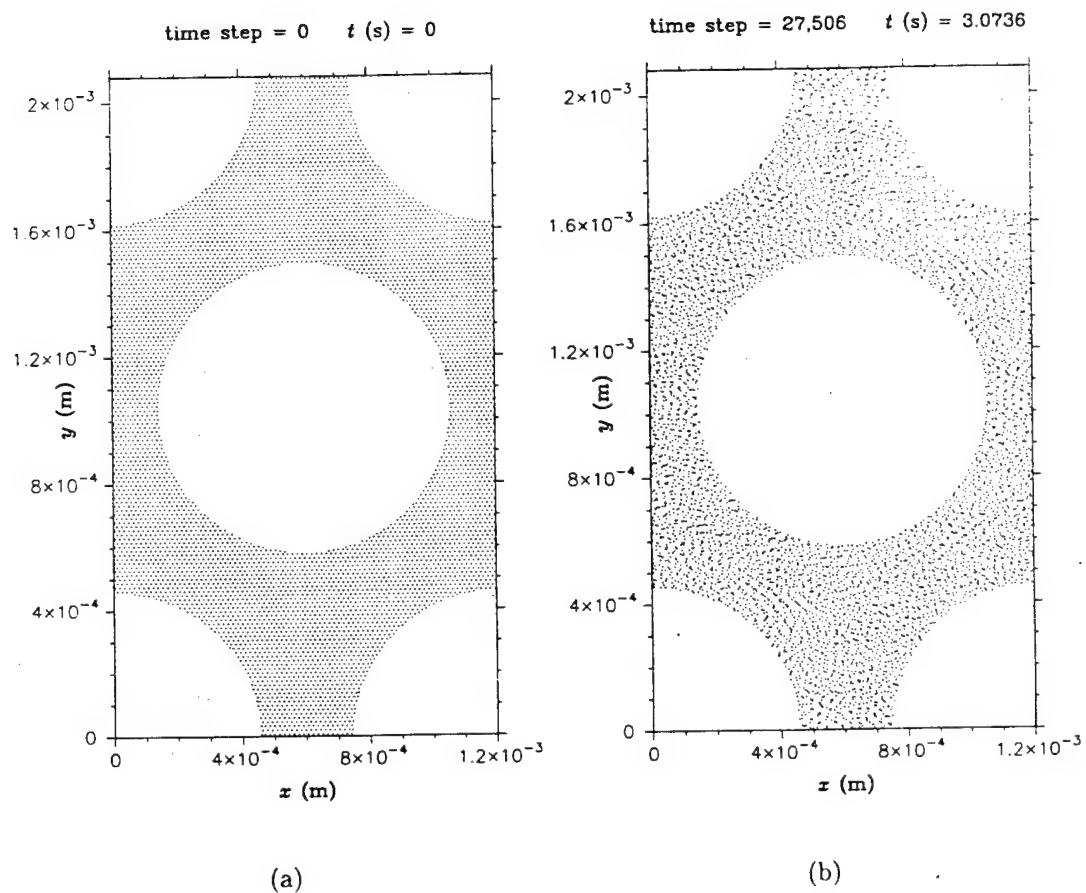 time step = 0 t (s) = 0
2×10⁻³
1.6×10⁻³
1.2×10⁻³
8×10⁻⁴
4×10⁻⁴
0
y (m)
0 4×10⁻⁴ 8×10⁻⁴ 1.2×10⁻³
x (m)
(a)
time step = 27,506 t (s) = 3.0736
2×10⁻³
1.6×10⁻³
1.2×10⁻³
8×10⁻⁴
4×10⁻⁴
0
y (m)
0 4×10⁻⁴ 8×10⁻⁴ 1.2×10⁻³
x (m)
(b)